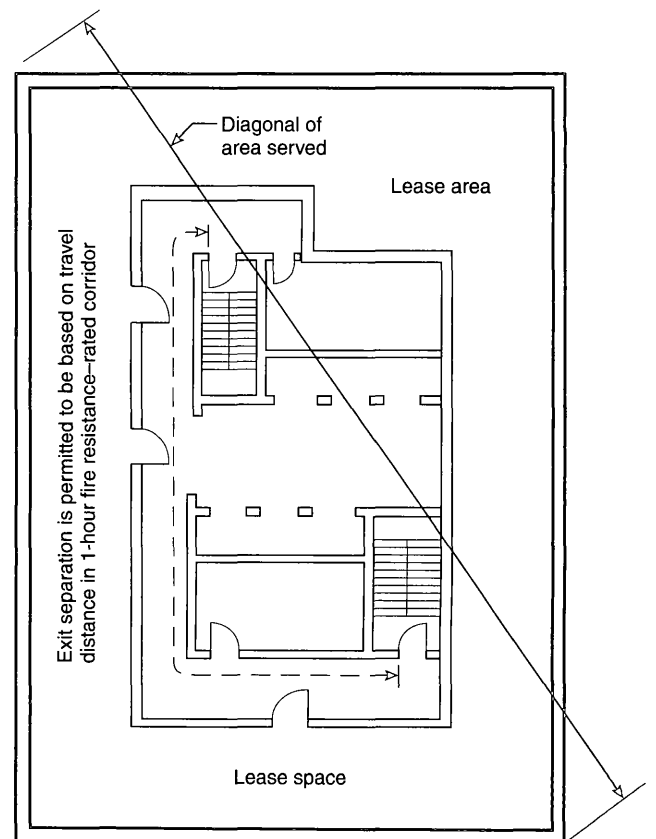 Diagonal of
area served
Lease area
Exit separation is permitted to be based on travel
distance in 1-hour fire resistance–rated corridor
Lease space